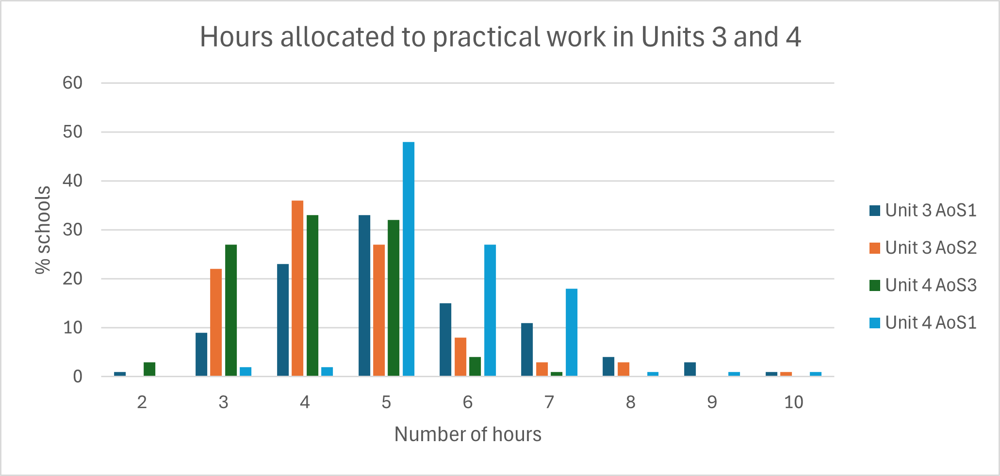 Hours allocated to practical work in Units 3 and 4
60
50
40
30
20
10
0
% schools
2 3 4 5 6 7 8 9 10
Number of hours
Unit 3 AoS1
Unit 3 AoS2
Unit 4 AoS3
Unit 4 AoS1